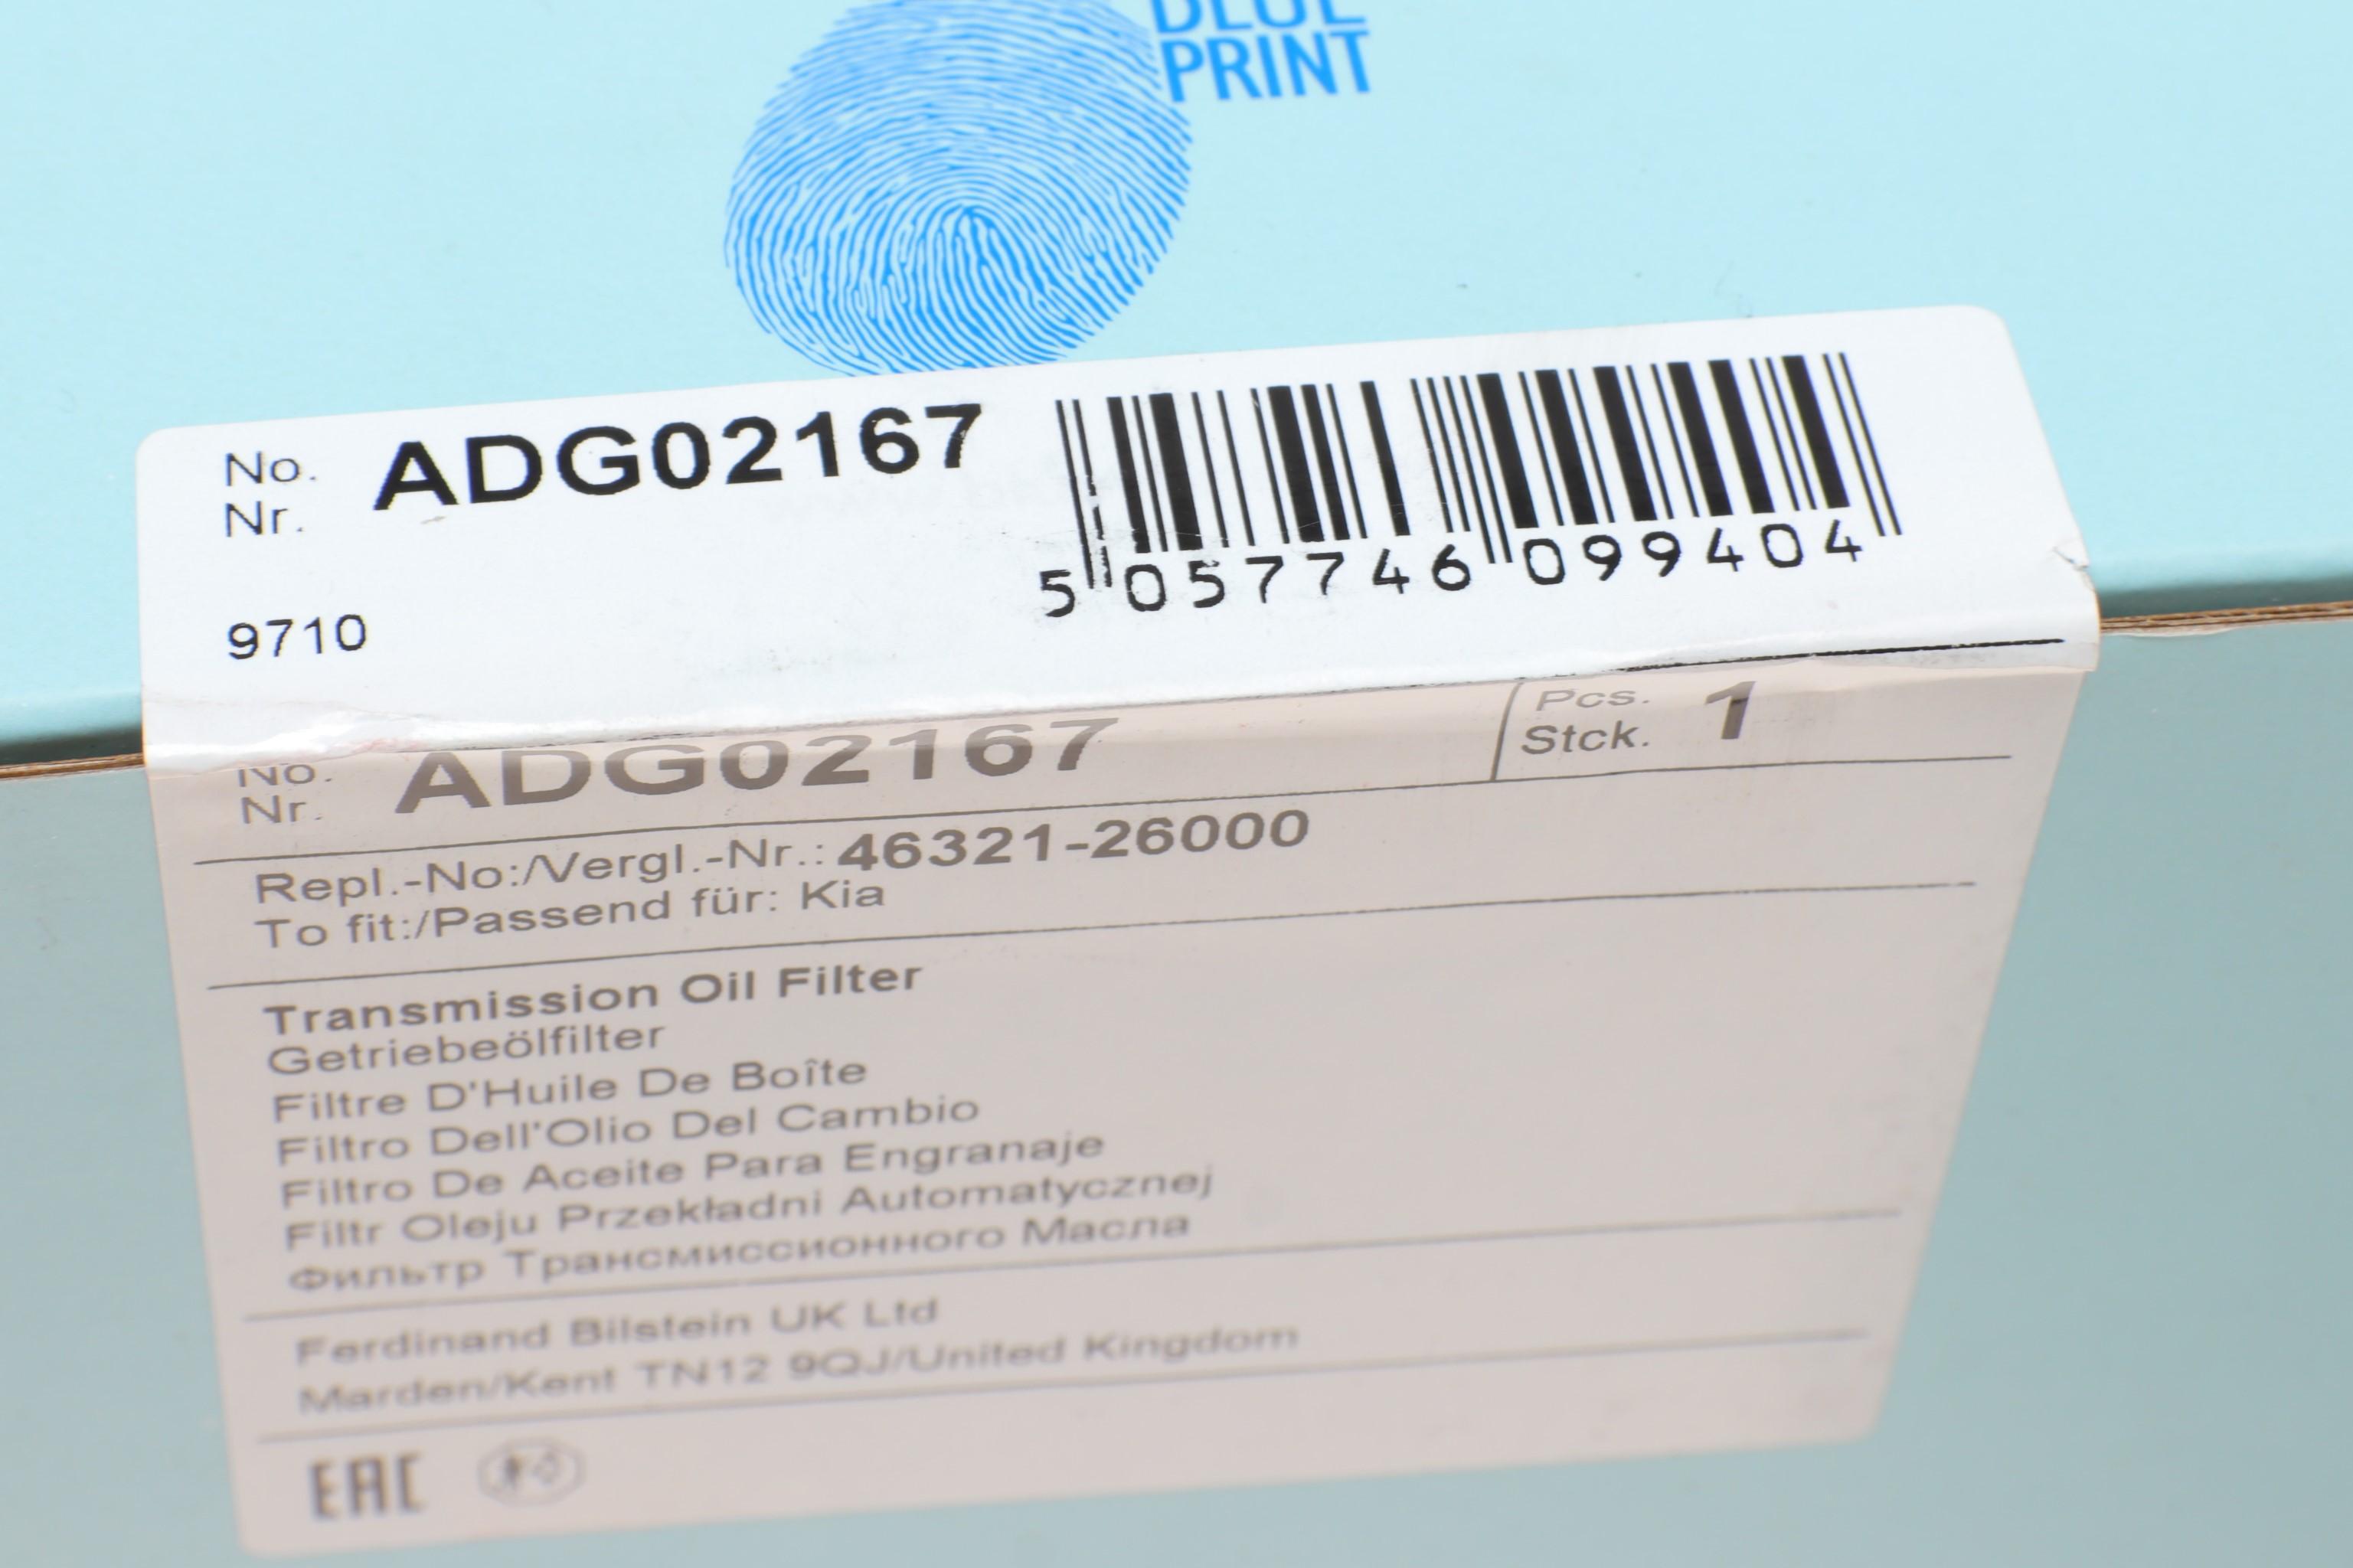 BLUE
PRINT
No.
Nr.
ADG02167
5 057746 099404
9710
No.
Nr.
ADG02167
Pcs.
Stck.
1
Repl.-No:/Vergl.-Nr.: 46321-26000
To fit:/Passend für: Kia
Transmission Oil Filter
Getriebeölfilter
Filtre D'Huile De Boîte
Filtro Dell'Olio Del Cambio
Filtro De Aceite Para Engranaje
Filtr Oleju Przekładni Automatycznej
Фильтр Трансмиссионного Масла
Ferdinand Bilstein UK Ltd
Marden/Kent TN12 9QJ/United Kingdom
EAC